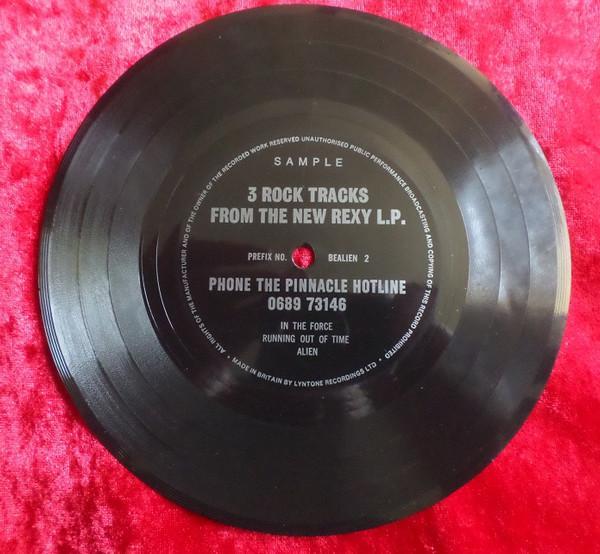 ALL RIGHTS OF THE MANUFACTURER AND OF THE OWNER OF THE RECORDED WORK RESERVED UNAUTHORISED PUBLIC PERFORMANCE BROADCASTING AND COPYING OF THIS RECORD PROHIBITED
SAMPLE
3 ROCK TRACKS
FROM THE NEW REXY L.P.
PREFIX NO. BEALIEN 2
PHONE THE PINNACLE HOTLINE
0689 73146
IN THE FORCE
RUNNING OUT OF TIME
ALIEN
• MADE IN BRITAIN BY LYNTONE RECORDINGS LTD •